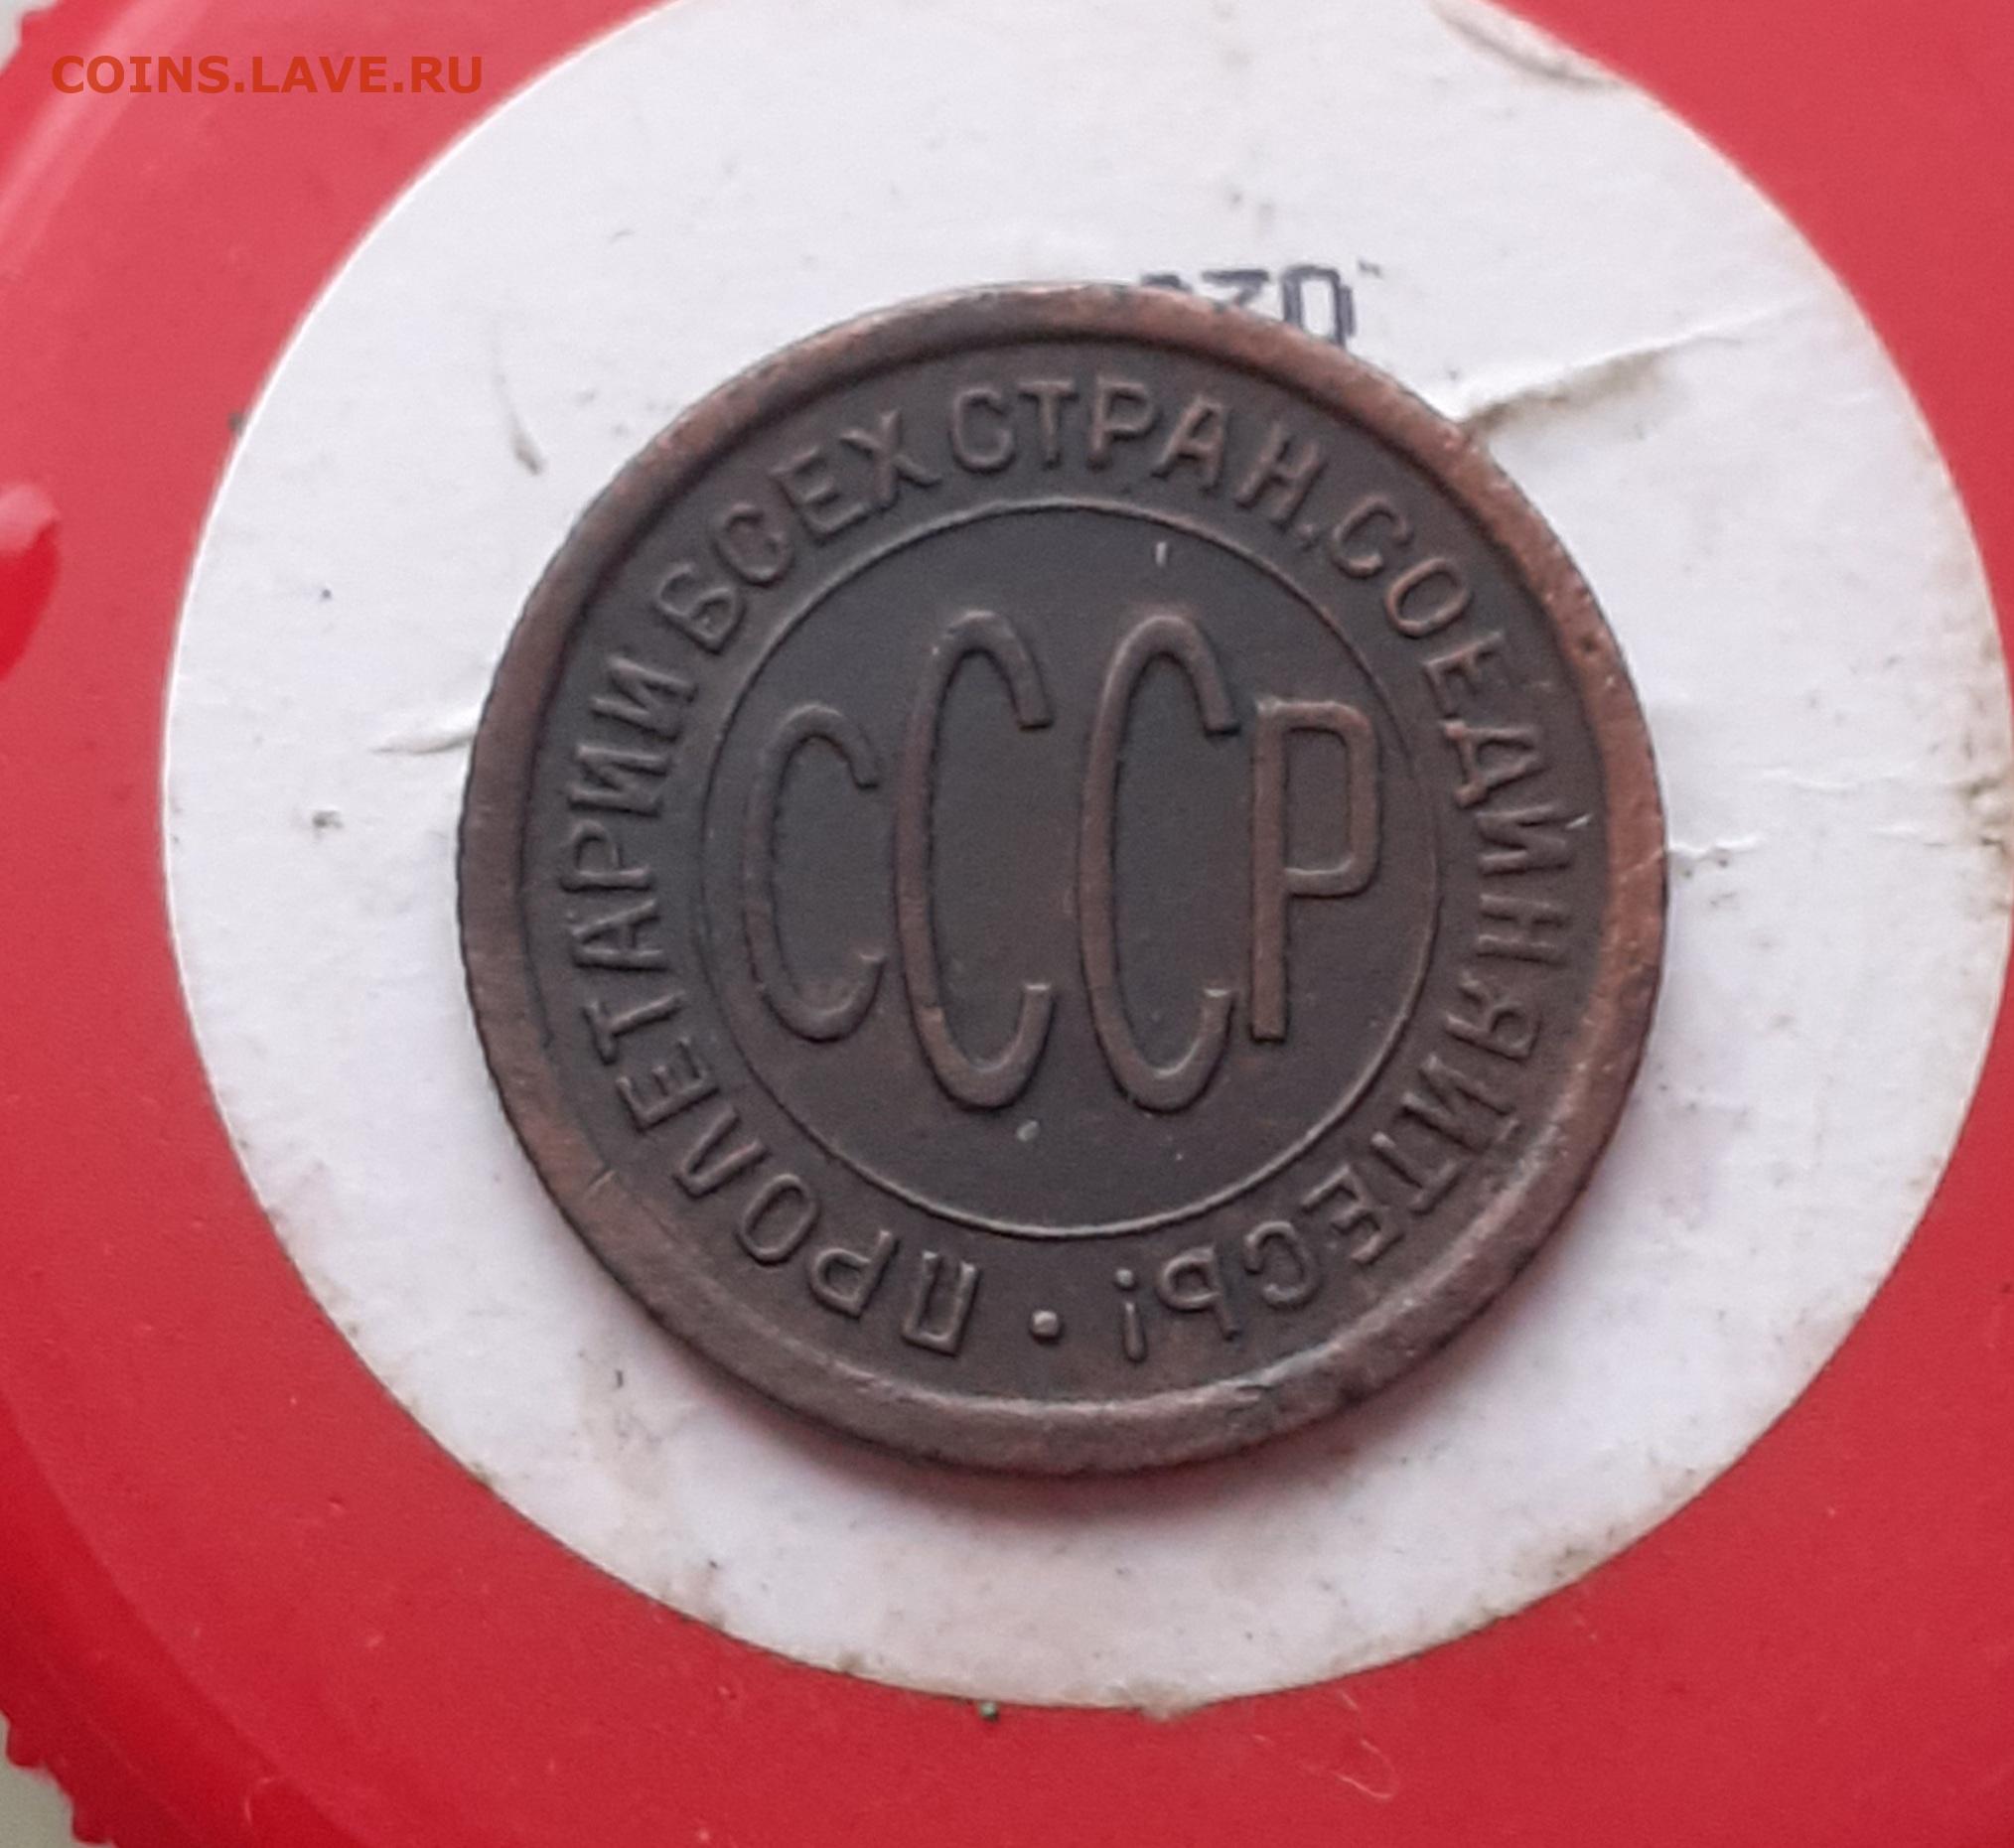 COINS.LAVE.RU
ПРОЛЕТАРИИ ВСЕХ СТРАН, СОЕДИНЯЙТЕСЬ!
СССР